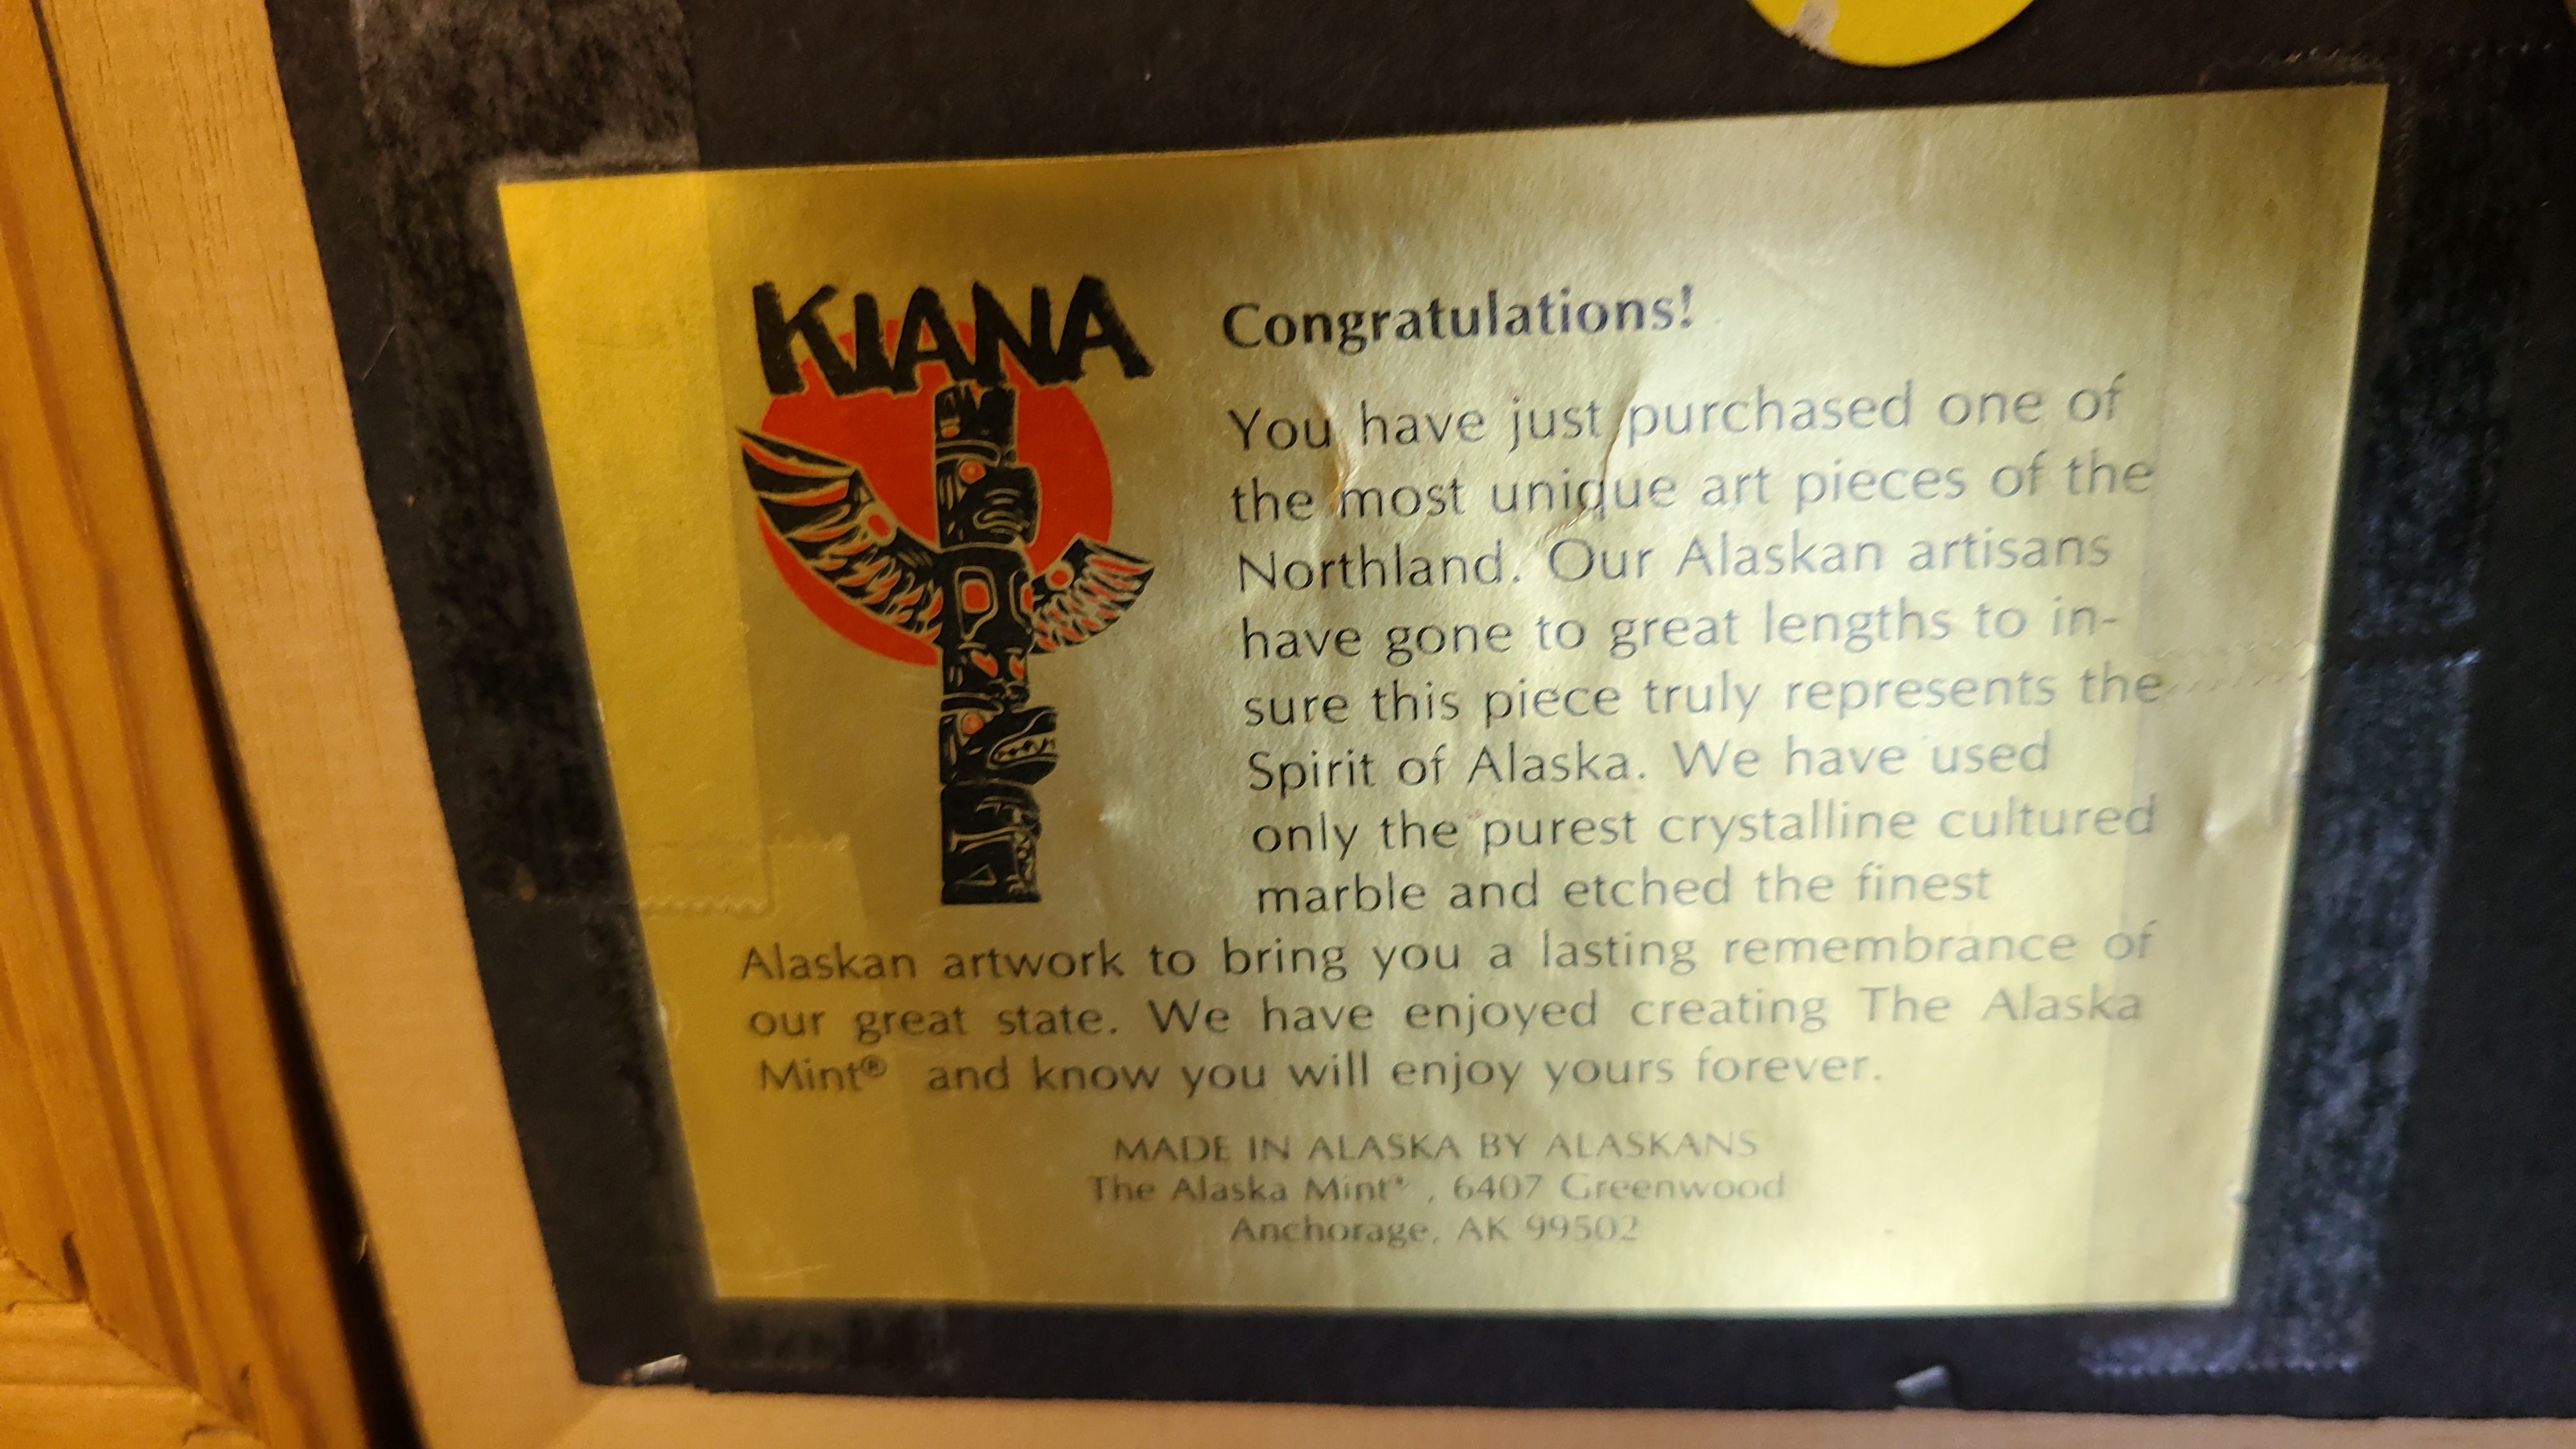 KIANA
Congratulations!
You have just purchased one of
the most unique art pieces of the
Northland. Our Alaskan artisans
have gone to great lengths to in-
sure this piece truly represents the
Spirit of Alaska. We have used
only the purest crystalline cultured
marble and etched the finest
Alaskan artwork to bring you a lasting remembrance of
our great state. We have enjoyed creating The Alaska
Mint® and know you will enjoy yours forever.
MADE IN ALASKA BY ALASKANS
The Alaska Mint® , 6407 Greenwood
Anchorage, AK 99502